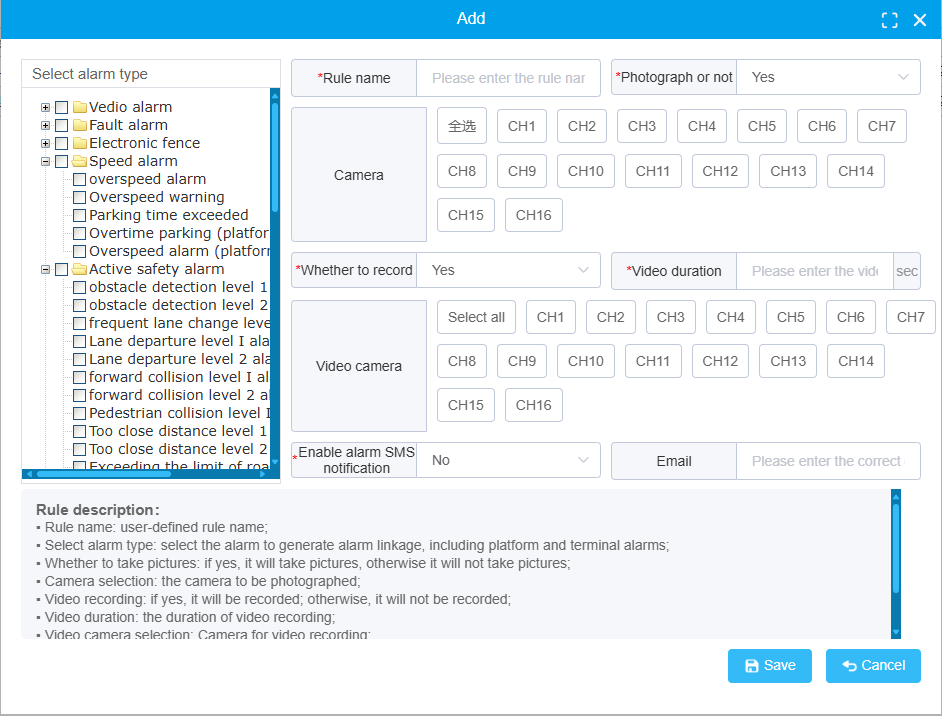 Add
Select alarm type
Vedio alarm
Fault alarm
Electronic fence
Speed alarm
overspeed alarm
Overspeed warning
Parking time exceeded
Overtime parking (platfor
Overspeed alarm (platforr
Active safety alarm
obstacle detection level 1
obstacle detection level 2
frequent lane change leve
Lane departure level I ala
Lane departure level 2 ala
forward collision level I al
forward collision level 2 al
Pedestrian collision level I
Too close distance level 1
Too close distance level 2
Exceeding the limit of roa
*Rule name Please enter the rule nar *Photograph or not Yes
Camera
全选 CH1 CH2 CH3 CH4 CH5 CH6 CH7
CH8 CH9 CH10 CH11 CH12 CH13 CH14
CH15 CH16
*Whether to record Yes *Video duration Please enter the vide sec
Video camera
Select all CH1 CH2 CH3 CH4 CH5 CH6 CH7
CH8 CH9 CH10 CH11 CH12 CH13 CH14
CH15 CH16
*Enable alarm SMS
notification No Email Please enter the correct
Rule description:
▪ Rule name: user-defined rule name;
▪ Select alarm type: select the alarm to generate alarm linkage, including platform and terminal alarms;
▪ Whether to take pictures: if yes, it will take pictures, otherwise it will not take pictures;
▪ Camera selection: the camera to be photographed;
▪ Video recording: if yes, it will be recorded; otherwise, it will not be recorded;
▪ Video duration: the duration of video recording;
▪ Video camera selection: Camera for video recording;
Save Cancel